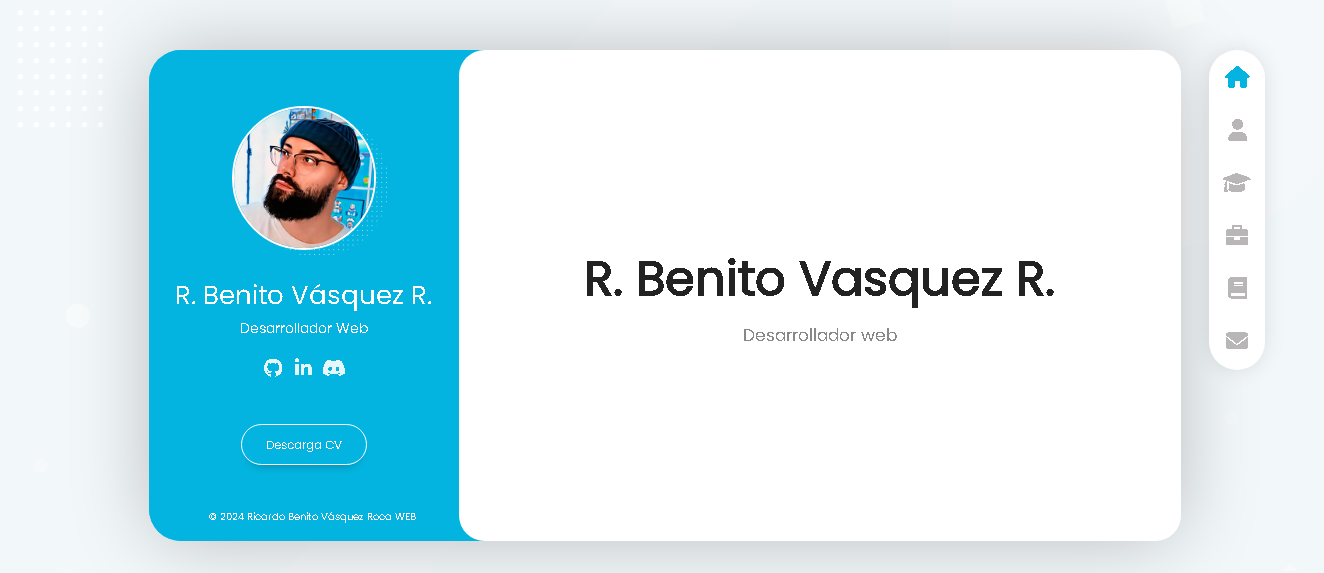 R. Benito Vásquez R.
Desarrollador Web
Descarga CV
© 2024 Ricardo Benito Vásquez Roca WEB
R. Benito Vasquez R.
Desarrollador web